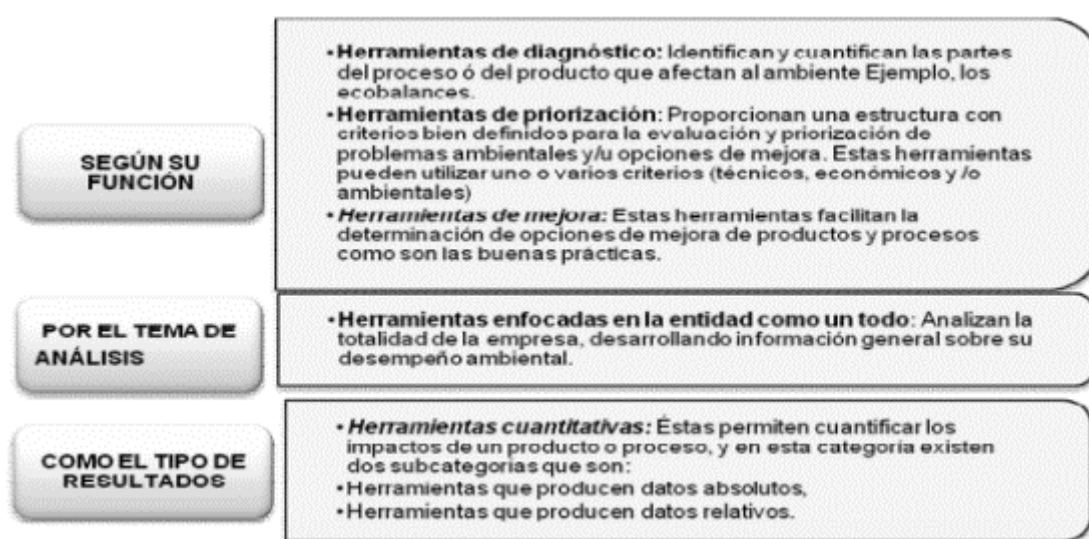 SEGÚN SU
FUNCIÓN
•Herramientas de diagnóstico: Identifican y cuantifican las partes
del proceso ó del producto que afectan al ambiente Ejemplo, los
ecobalances.
•Herramientas de priorización: Proporcionan una estructura con
criterios bien definidos para la evaluación y priorización de
problemas ambientales y/u opciones de mejora. Estas herramientas
pueden utilizar uno o varios criterios (técnicos, económicos y /o
ambientales)
•Herramientas de mejora: Estas herramientas facilitan la
determinación de opciones de mejora de productos y procesos
como son las buenas prácticas.
POR EL TEMA DE
ANÁLISIS
•Herramientas enfocadas en la entidad como un todo: Analizan la
totalidad de la empresa, desarrollando información general sobre su
desempeño ambiental.
COMO EL TIPO DE
RESULTADOS
•Herramientas cuantitativas: Éstas permiten cuantificar los
impactos de un producto o proceso, y en esta categoría existen
dos subcategorías que son:
•Herramientas que producen datos absolutos,
•Herramientas que producen datos relativos.